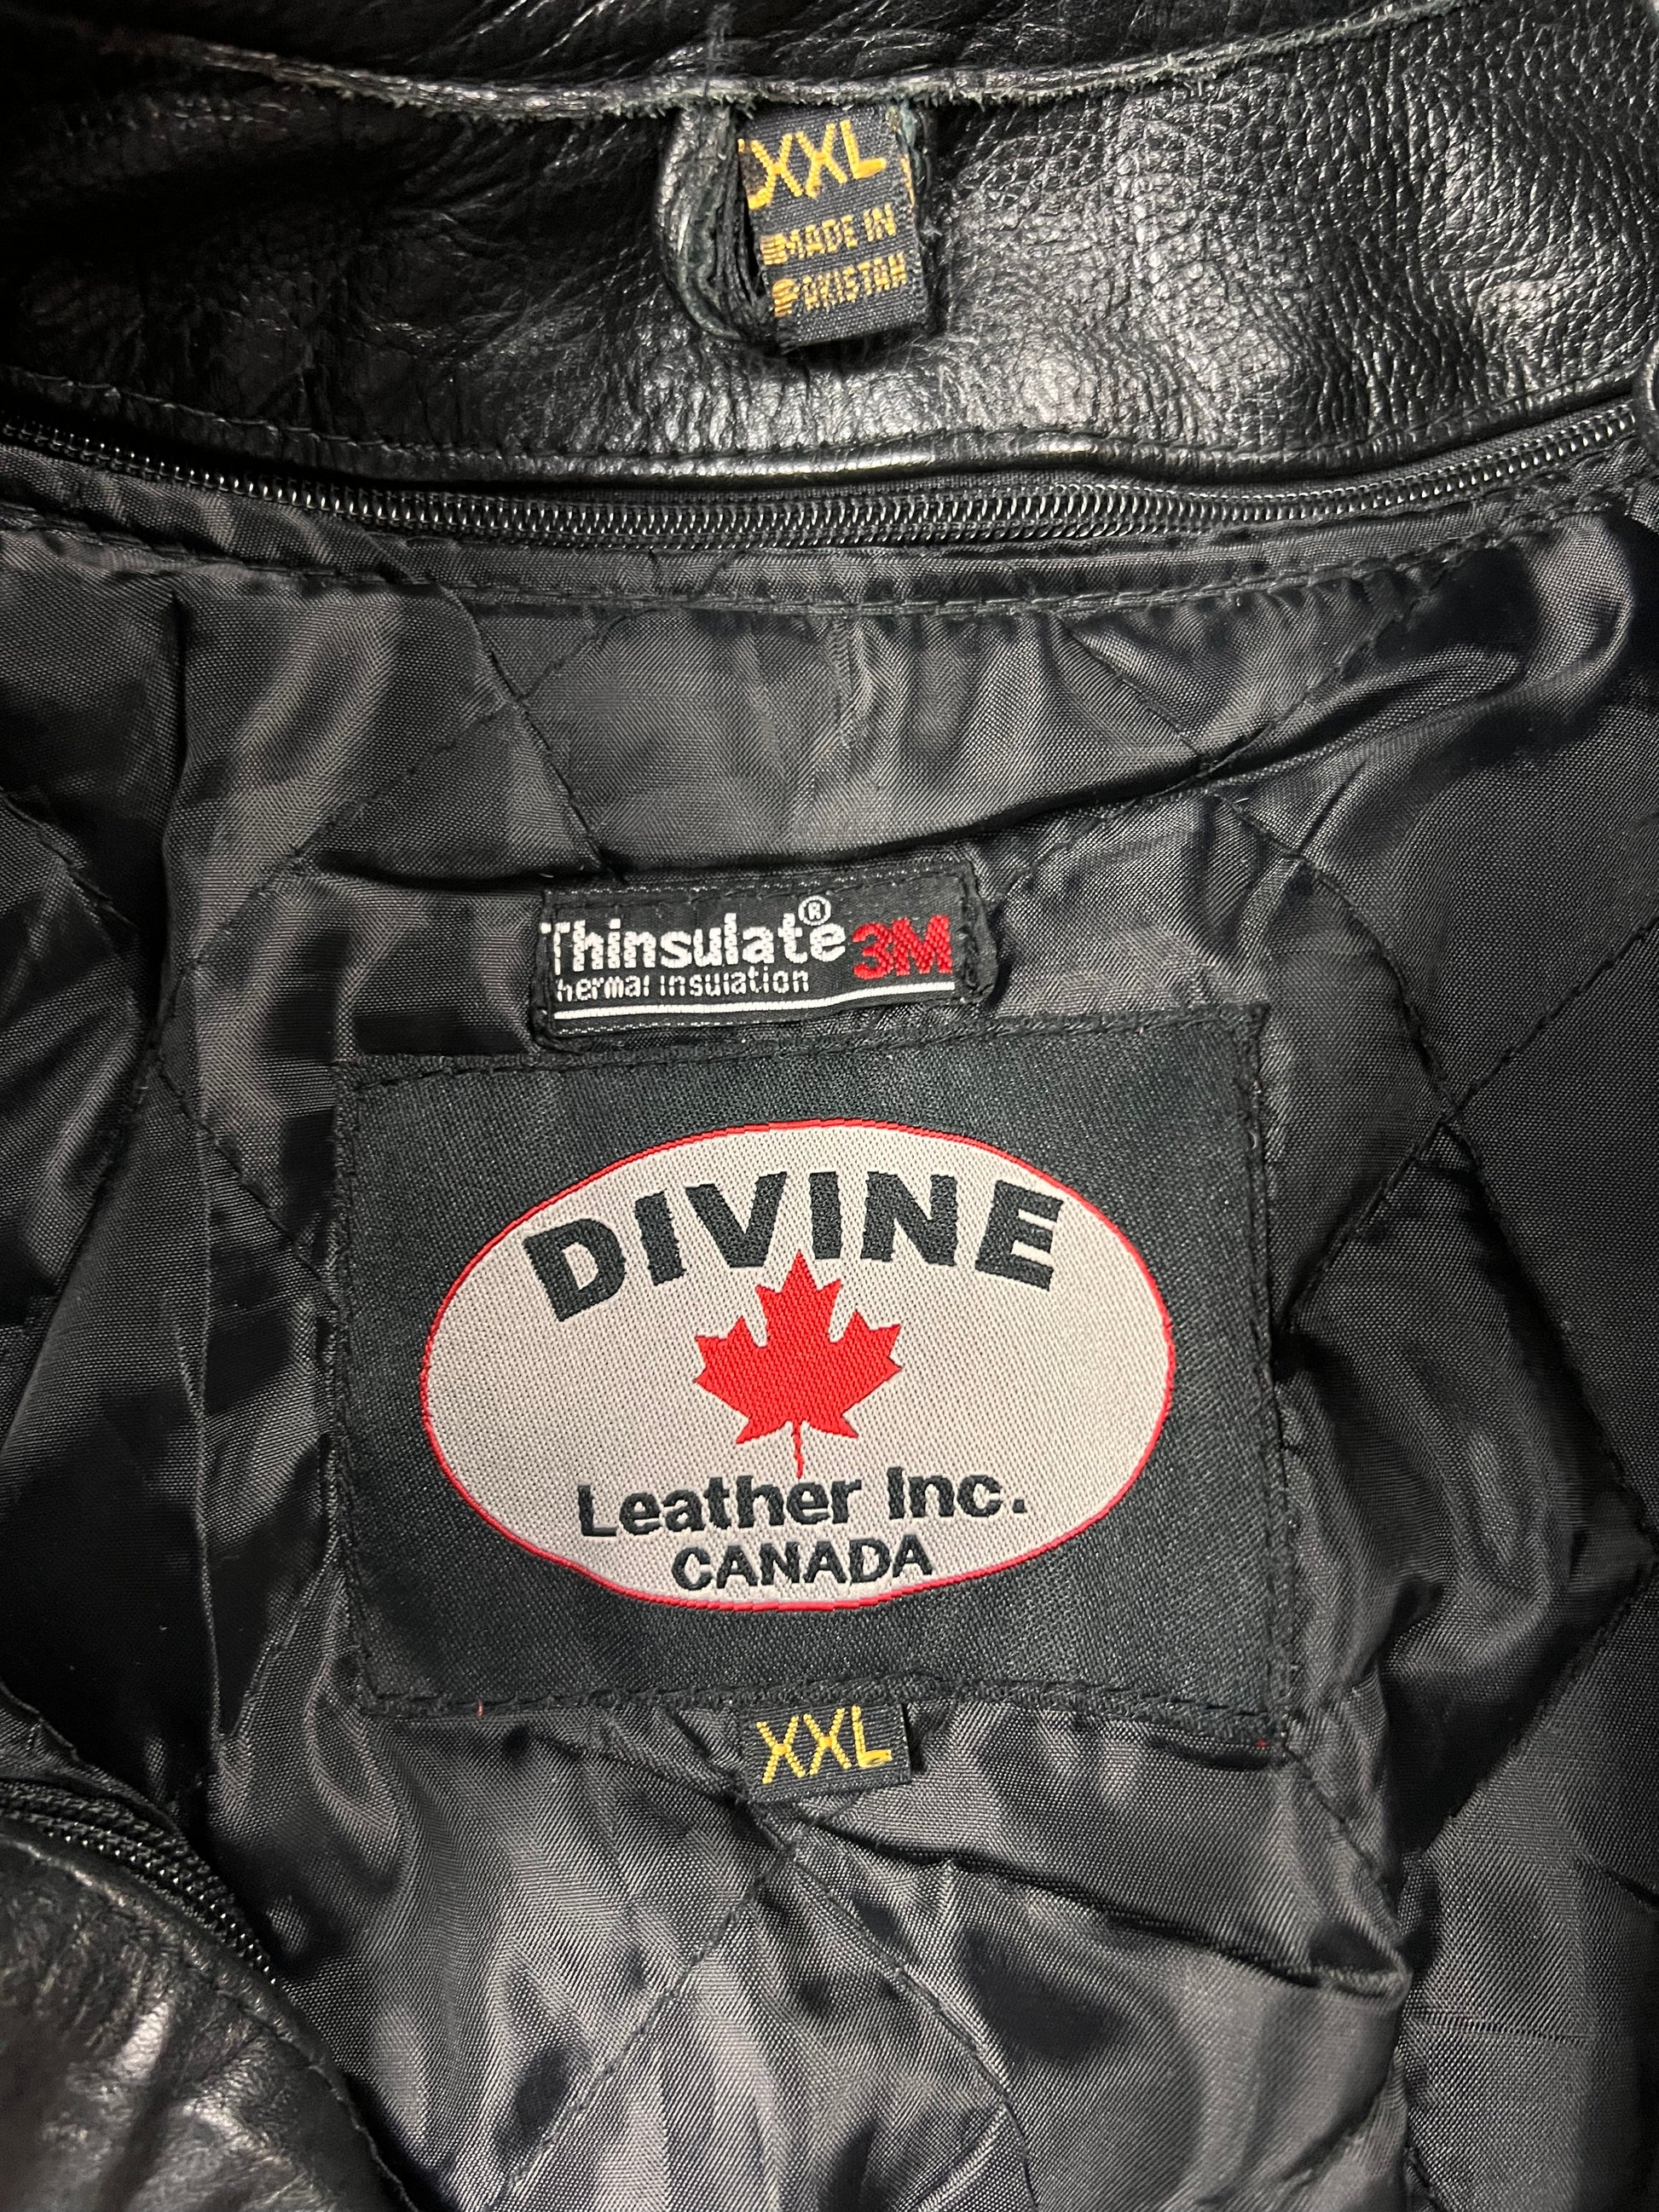 XXL
MADE IN
PAKISTAN
Thinsulate® 3M
hermal Insulation
DIVINE
Leather Inc.
CANADA
XXL